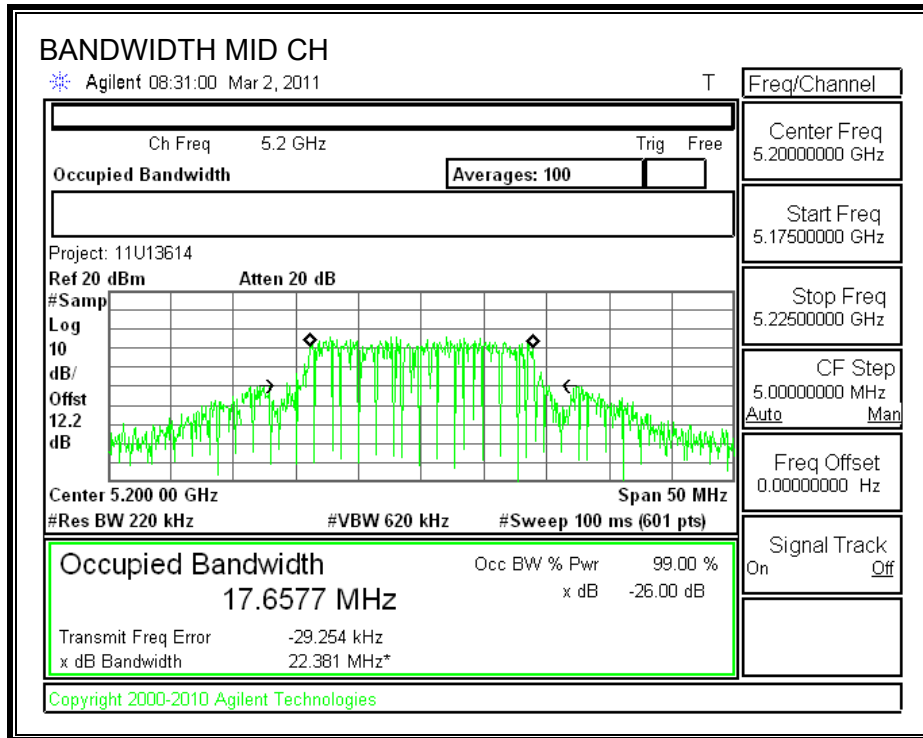 BANDWIDTH MID CH
Agilent 08:31:00 Mar 2, 2011 T
Ch Freq 5.2 GHz Trig Free
Occupied Bandwidth Averages: 100
Project: 11U13614
Ref 20 dBm Atten 20 dB
#Samp
Log
10
dB/
Offst
12.2
dB
Center 5.200 00 GHz Span 50 MHz
#Res BW 220 kHz #VBW 620 kHz #Sweep 100 ms (601 pts)
Occupied Bandwidth Occ BW % Pwr 99.00 %
17.6577 MHz x dB -26.00 dB
Transmit Freq Error -29.254 kHz
x dB Bandwidth 22.381 MHz*
Copyright 2000-2010 Agilent Technologies
Freq/Channel
Center Freq
5.20000000 GHz
Start Freq
5.17500000 GHz
Stop Freq
5.22500000 GHz
CF Step
5.00000000 MHz
Auto Man
Freq Offset
0.00000000 Hz
Signal Track
On Off